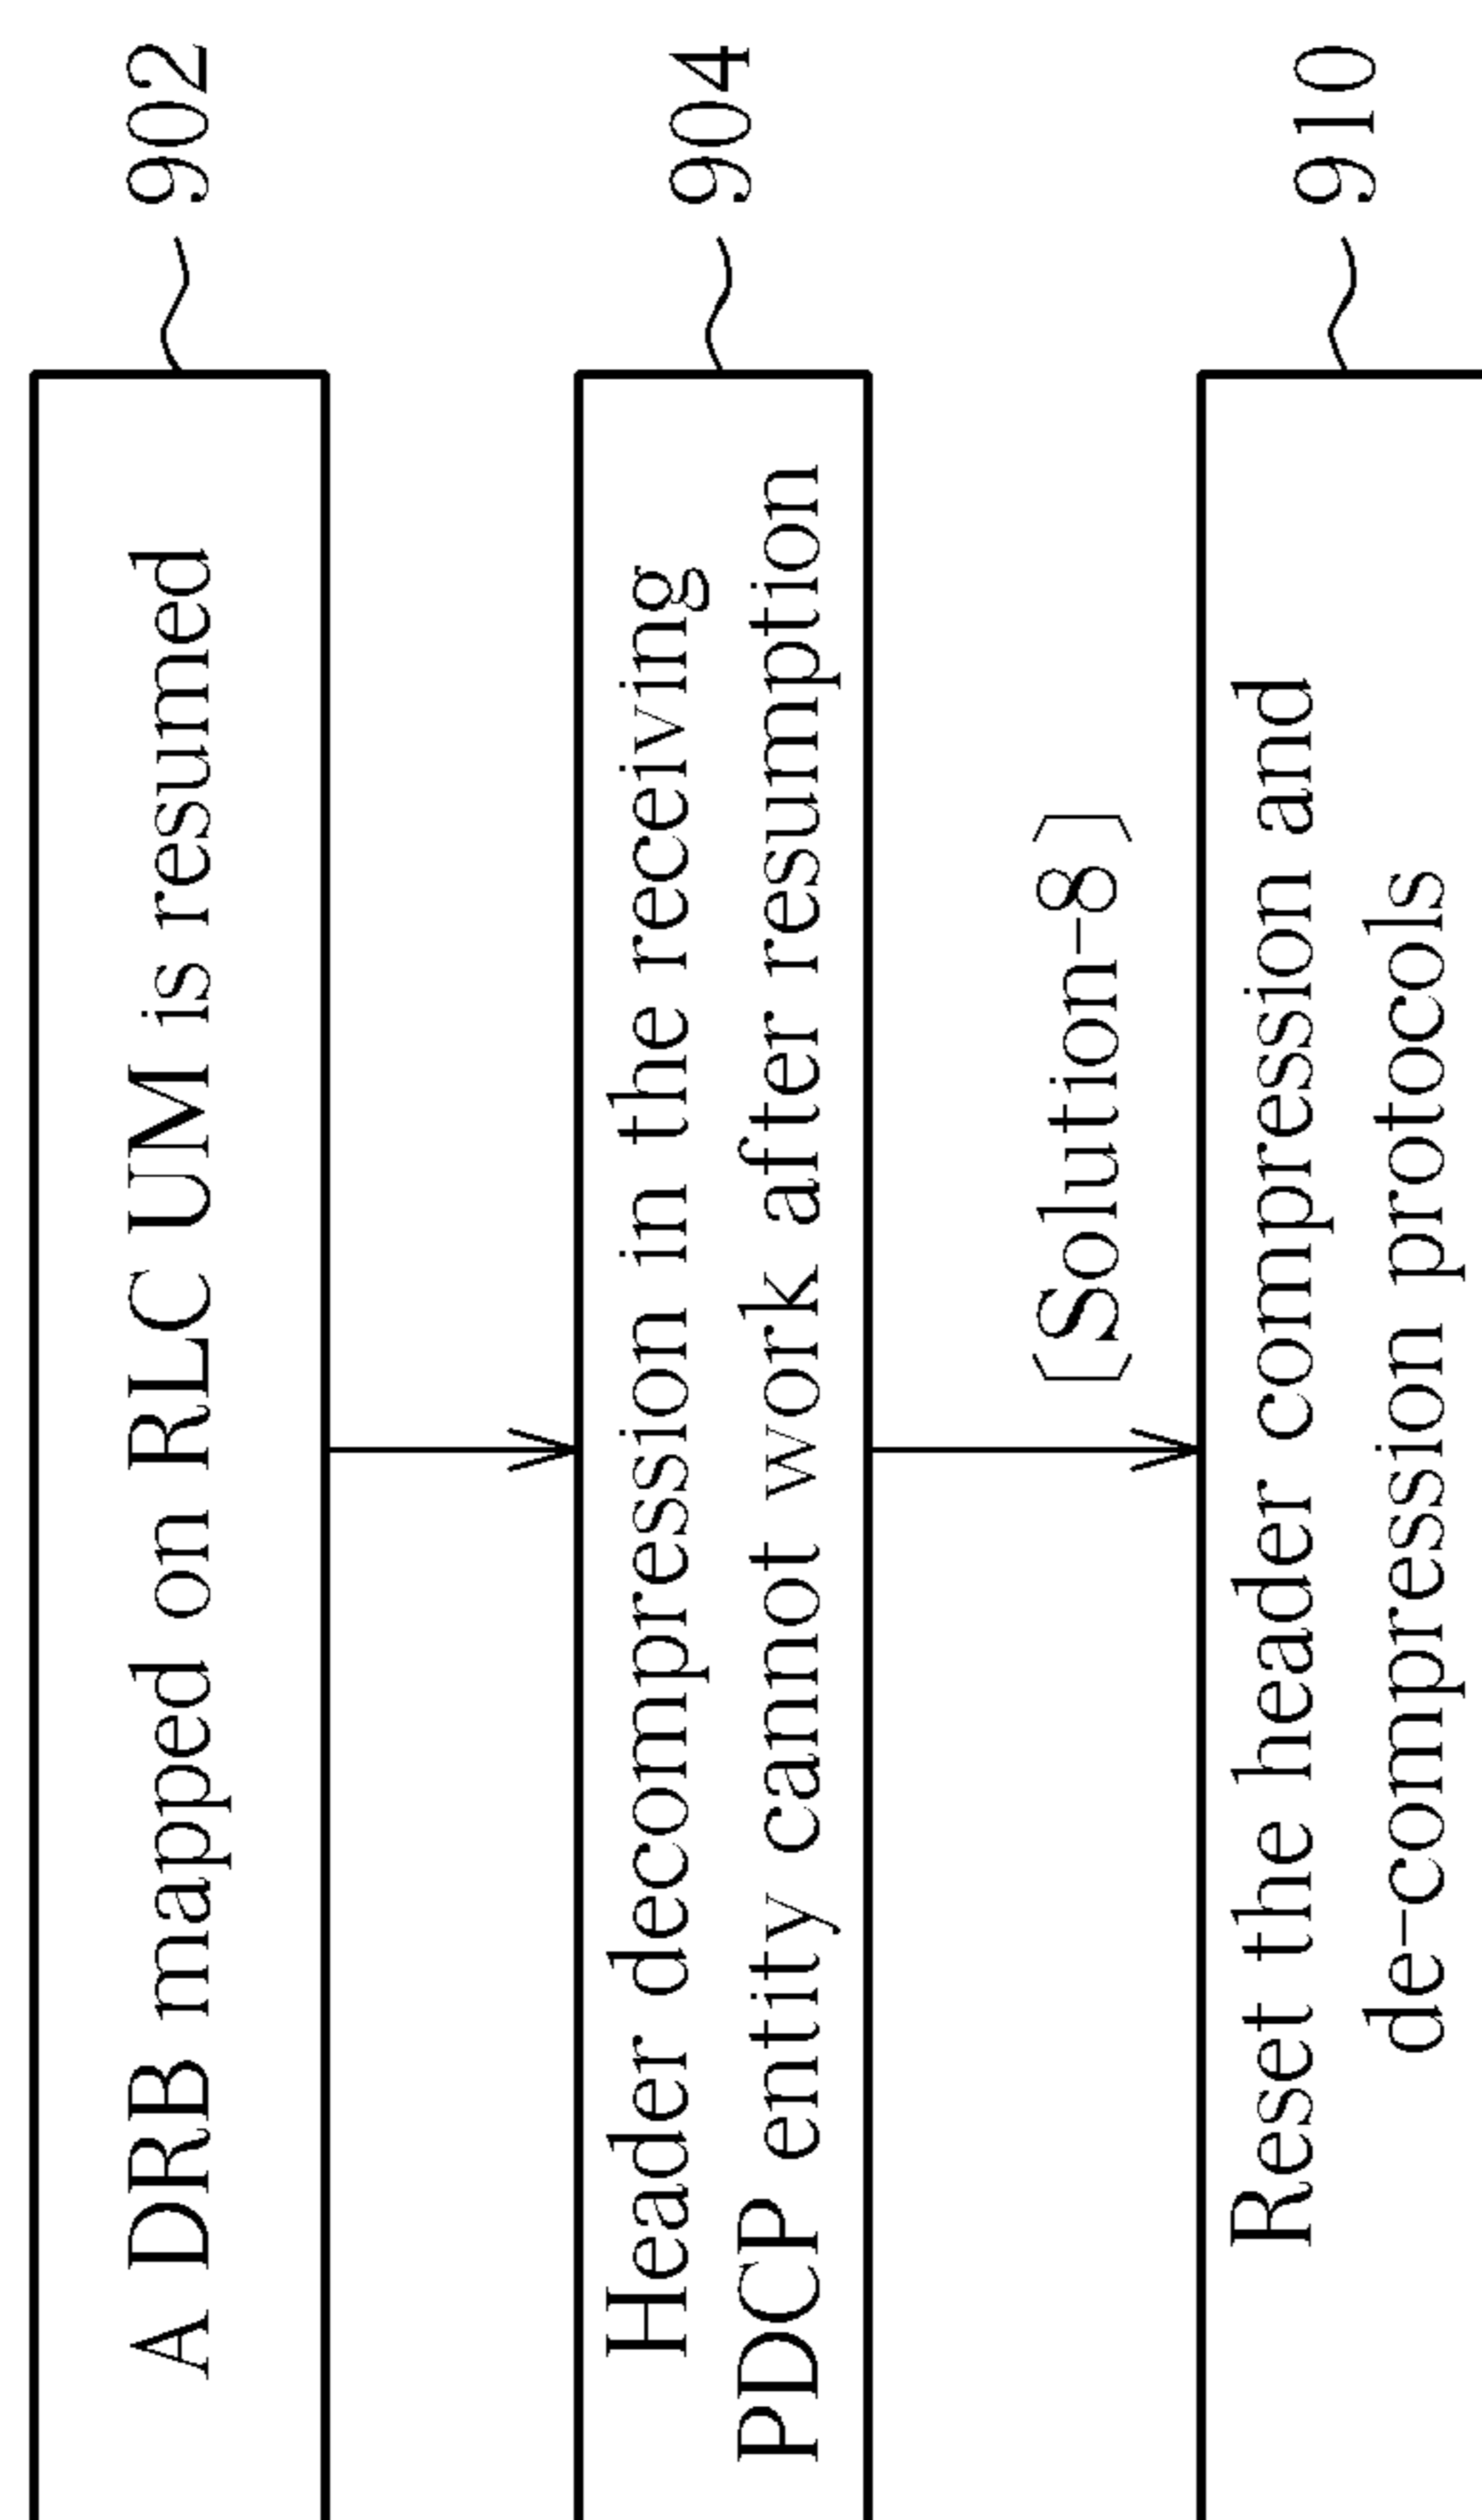 A DRB mapped on RLC UM is resumed
902
Header decompression in the receiving
PDCP entity cannot work after resumption
904
(Solution-8)
Reset the header compression and
de-compression protocols
910